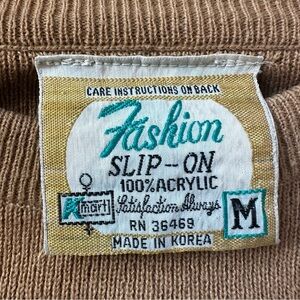 CARE INSTRUCTIONS ON BACK
Fashion
SLIP-ON
100% ACRYLIC
Kmart Satisfaction Always M
RN 36469
MADE IN KOREA